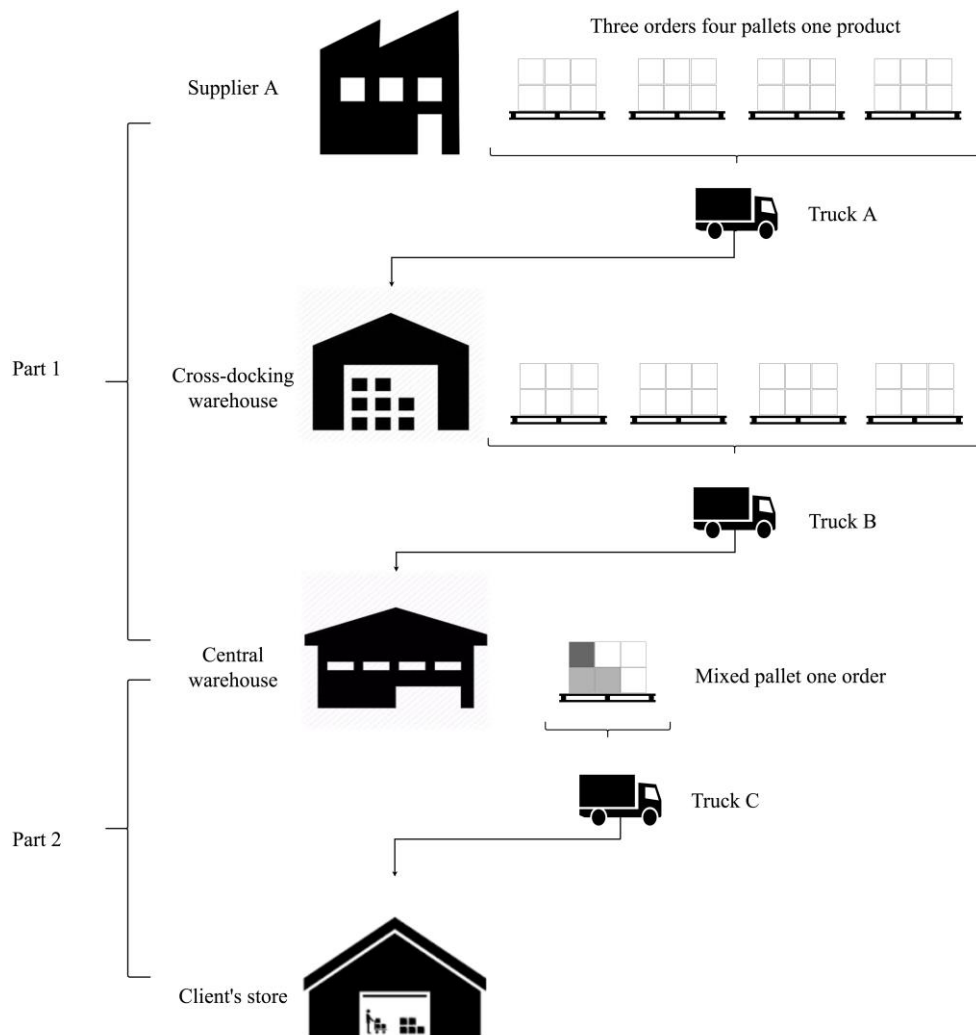 Three orders four pallets one product
Supplier A
Truck A
Part 1
Cross-docking
warehouse
Truck B
Central
warehouse
Mixed pallet one order
Truck C
Part 2
Client's store